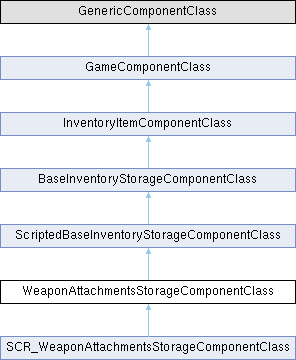 GenericComponentClass
GameComponentClass
InventoryItemComponentClass
BaseInventoryStorageComponentClass
ScriptedBaseInventoryStorageComponentClass
WeaponAttachmentsStorageComponentClass
SCR_WeaponAttachmentsStorageComponentClass